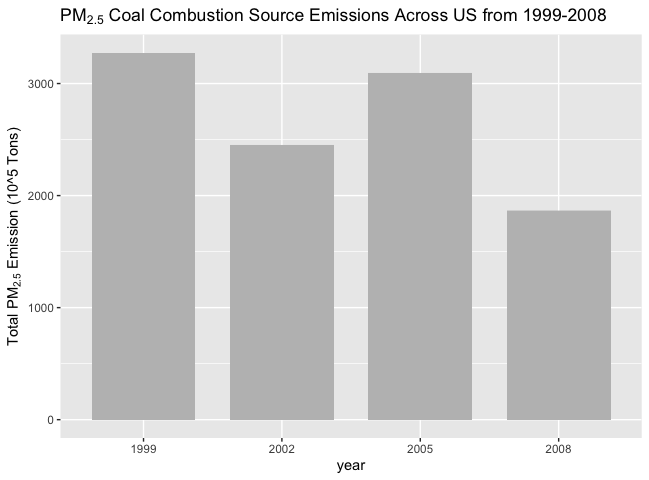 PM2.5 Coal Combustion Source Emissions Across US from 1999-2008
Total PM2.5 Emission (10^5 Tons)
3000
2000
1000
0
1999 2002 2005 2008
year